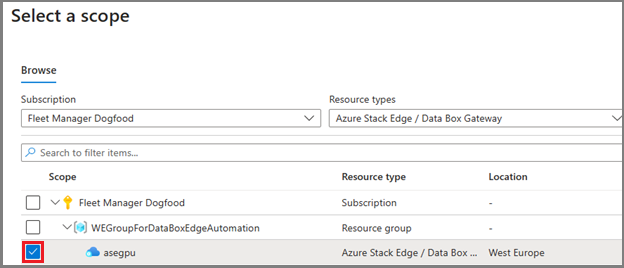 Select a scope
Browse
Subscription Resource types
Fleet Manager Dogfood Azure Stack Edge / Data Box Gateway
Search to filter items...
Scope Resource type Location
Fleet Manager Dogfood Subscription -
WEGroupForDataBoxEdgeAutomation Resource group -
asegpu Azure Stack Edge / Data Box ... West Europe